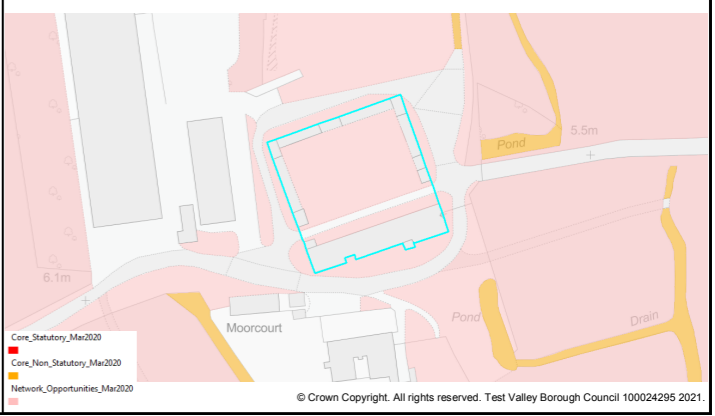 Pond
5.5m
6.1m
Moorcourt
Pond
Drain
Core_Statutory_Mar2020
Core_Non_Statutory_Mar2020
Network_Opportunities_Mar2020
© Crown Copyright. All rights reserved. Test Valley Borough Council 100024295 2021.